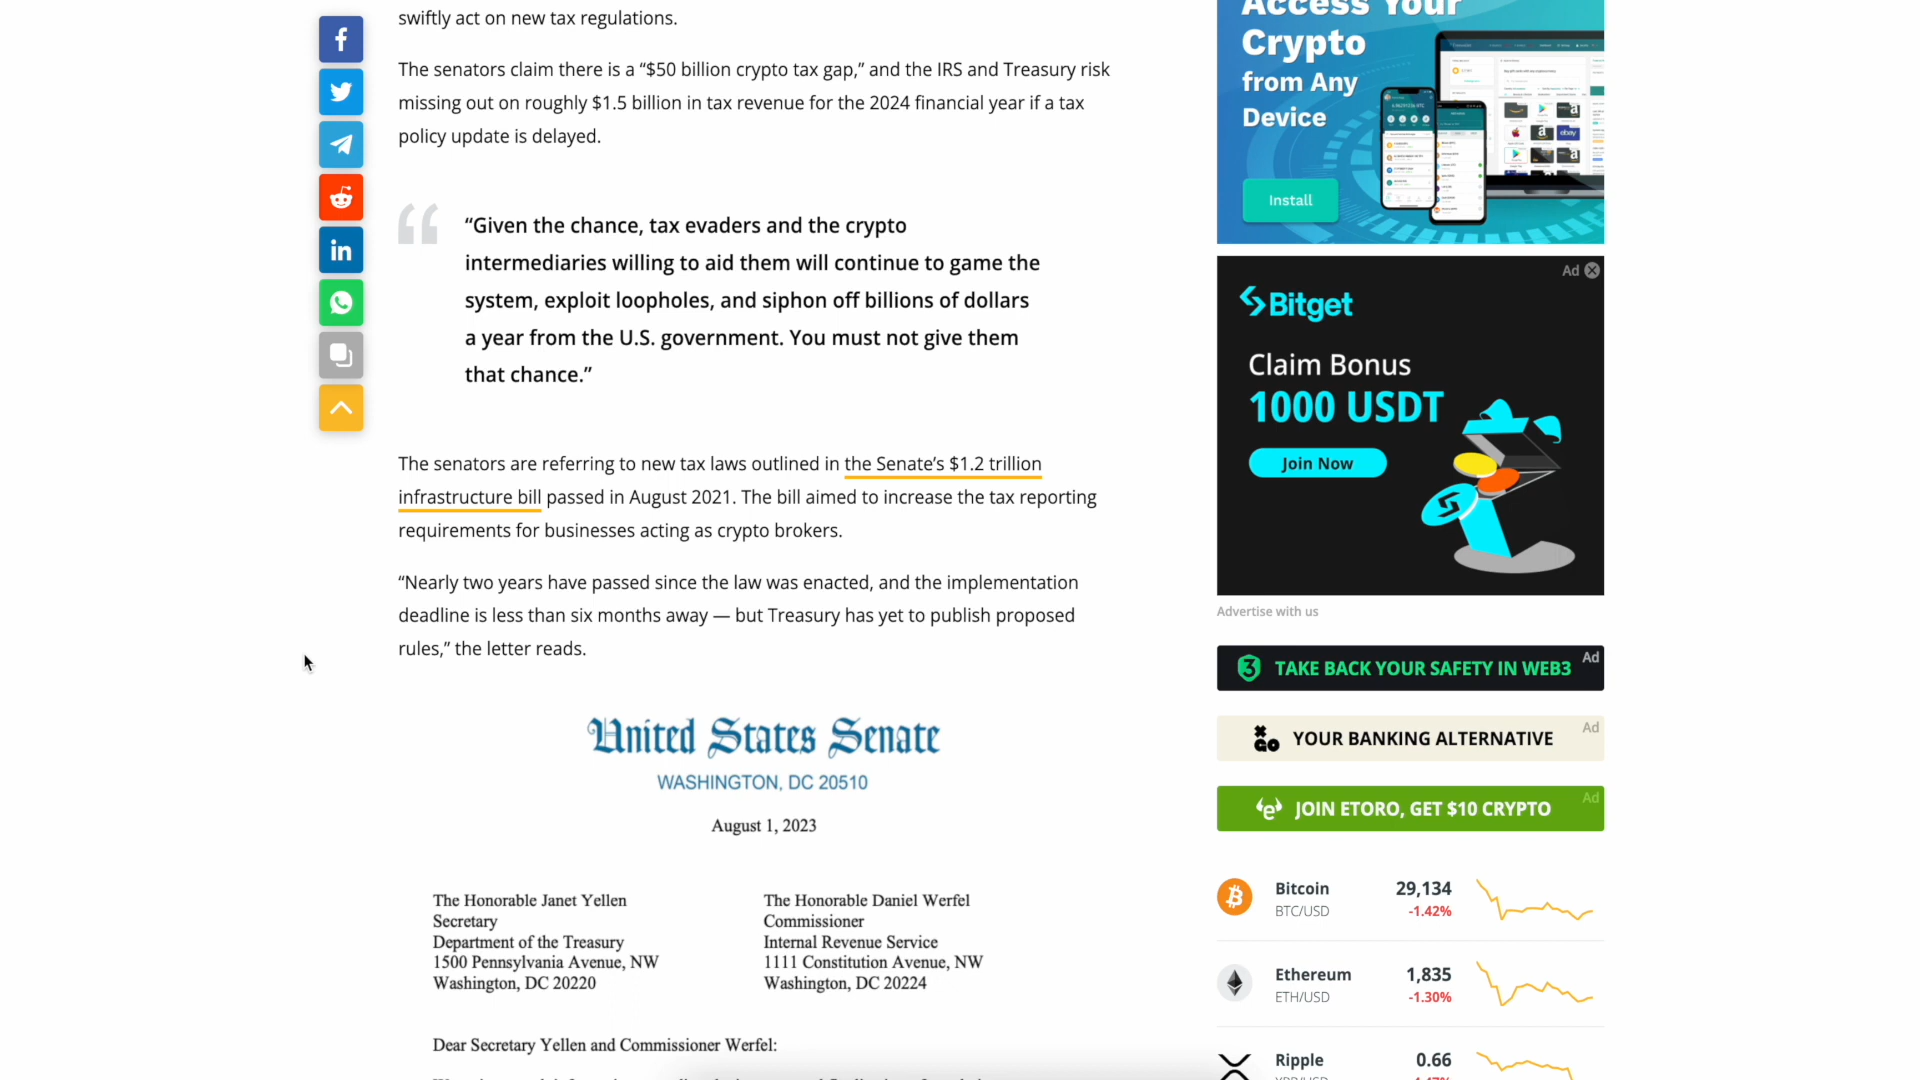 swiftly act on new tax regulations.
The senators claim there is a “$50 billion crypto tax gap,” and the IRS and Treasury risk
missing out on roughly $1.5 billion in tax revenue for the 2024 financial year if a tax
policy update is delayed.
“Given the chance, tax evaders and the crypto
intermediaries willing to aid them will continue to game the
system, exploit loopholes, and siphon off billions of dollars
a year from the U.S. government. You must not give them
that chance.”
The senators are referring to new tax laws outlined in the Senate’s $1.2 trillion
infrastructure bill passed in August 2021. The bill aimed to increase the tax reporting
requirements for businesses acting as crypto brokers.
“Nearly two years have passed since the law was enacted, and the implementation
deadline is less than six months away — but Treasury has yet to publish proposed
rules,” the letter reads.
United States Senate
WASHINGTON, DC 20510
August 1, 2023
The Honorable Janet Yellen
Secretary
Department of the Treasury
1500 Pennsylvania Avenue, NW
Washington, DC 20220
The Honorable Daniel Werfel
Commissioner
Internal Revenue Service
1111 Constitution Avenue, NW
Washington, DC 20224
Dear Secretary Yellen and Commissioner Werfel:
Access Your
Crypto
from Any
Device
Install
Ad
Bitget
Claim Bonus
1000 USDT
Join Now
Advertise with us
TAKE BACK YOUR SAFETY IN WEB3
Ad
YOUR BANKING ALTERNATIVE
Ad
JOIN ETORO, GET $10 CRYPTO
Ad
Bitcoin 29,134
BTC/USD -1.42%
Ethereum 1,835
ETH/USD -1.30%
Ripple 0.66